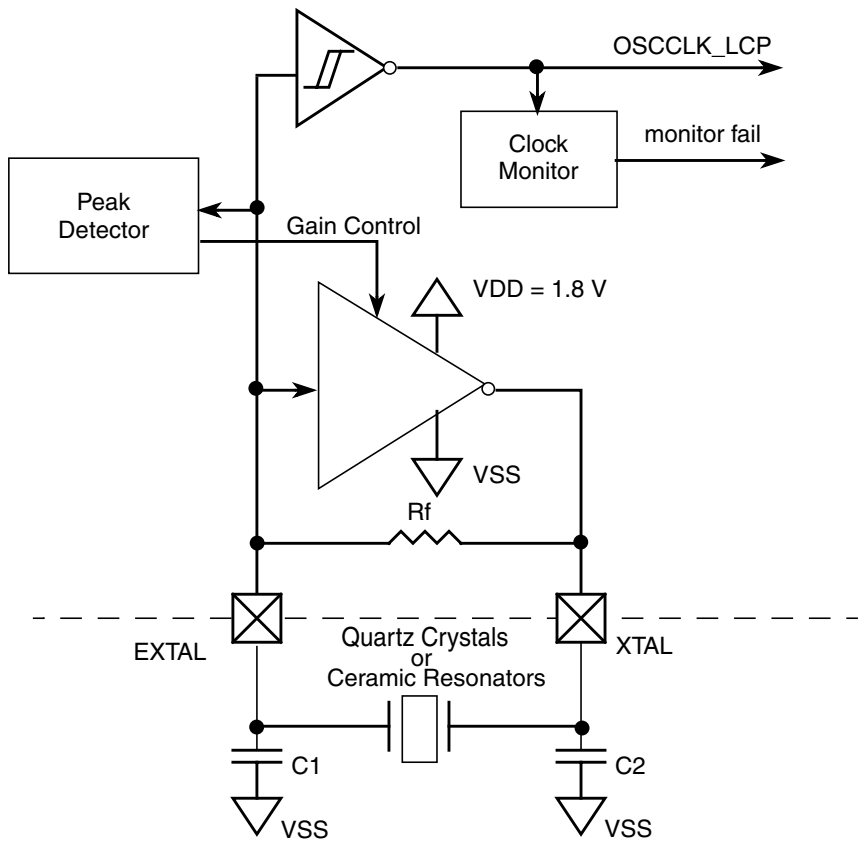 OSCCLK_LCP
Clock
Monitor
monitor fail
Peak
Detector
Gain Control
VDD = 1.8 V
VSS
Rf
EXTAL
Quartz Crystals
or
Ceramic Resonators
XTAL
C1
C2
VSS
VSS